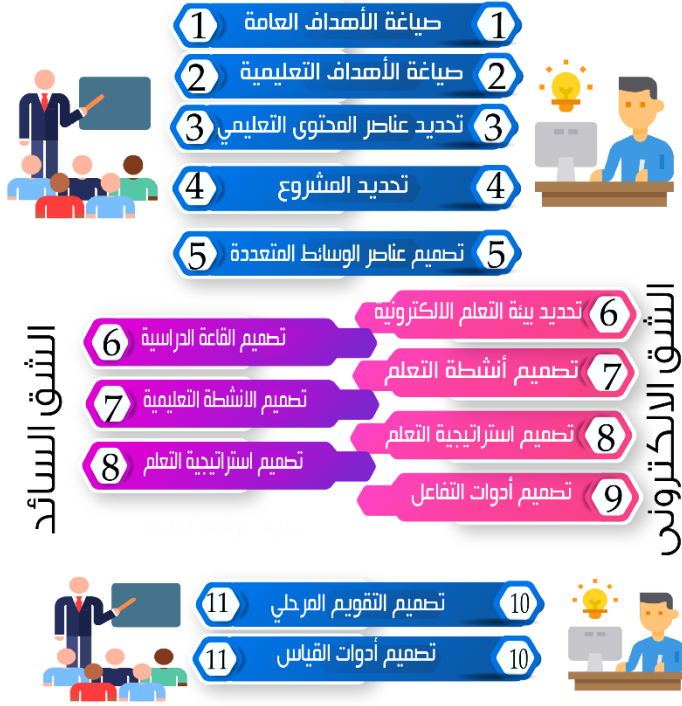 1 صياغة الأهداف العامة 1
2 صياغة الأهداف التعليمية 2
3 تحديد عناصر المحتوى التعليمي 3
4 تحديد المشروع 4
5 تصميم عناصر الوسائط المتعددة 5
الشق الالكترونى
6 تحديد بيئة التعلم الالكترونية
7 تصميم أنشطة التعلم
8 تصميم استراتيجية التعلم
9 تصميم أدوات التفاعل
الشق السائد
تصميم القاعة الدراسية 6
تصميم الانشطة التعليمية 7
تصميم استراتيجية التعلم 8
10 تصميم التقويم المرحلي 11
10 تصميم أدوات القياس 11